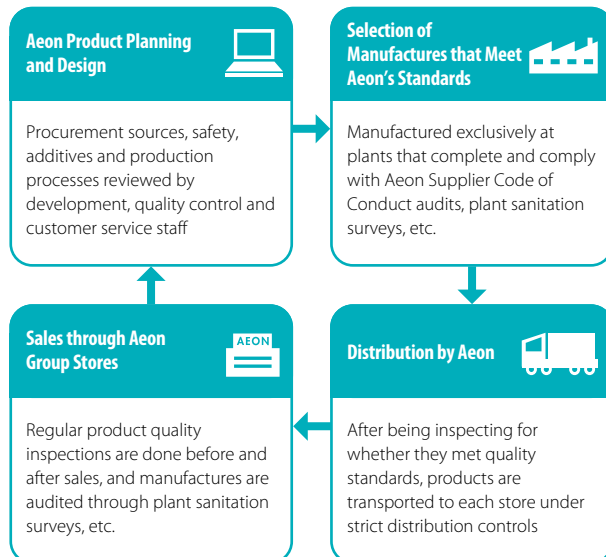 Aeon Product Planning
and Design
Procurement sources, safety,
additives and production
processes reviewed by
development, quality control and
customer service staff
Selection of
Manufactures that Meet
Aeon's Standards
Manufactured exclusively at
plants that complete and comply
with Aeon Supplier Code of
Conduct audits, plant sanitation
surveys, etc.
Sales through Aeon
Group Stores
AEON
Regular product quality
inspections are done before and
after sales, and manufactures are
audited through plant sanitation
surveys, etc.
Distribution by Aeon
After being inspecting for
whether they met quality
standards, products are
transported to each store under
strict distribution controls